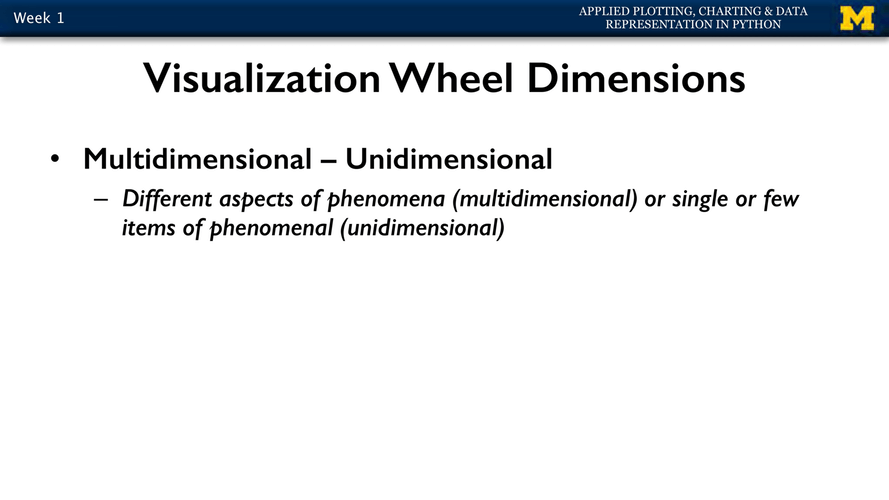 Week 1
APPLIED PLOTTING, CHARTING & DATA
REPRESENTATION IN PYTHON
M
Visualization Wheel Dimensions
• Multidimensional – Unidimensional
– Different aspects of phenomena (multidimensional) or single or few
items of phenomenal (unidimensional)